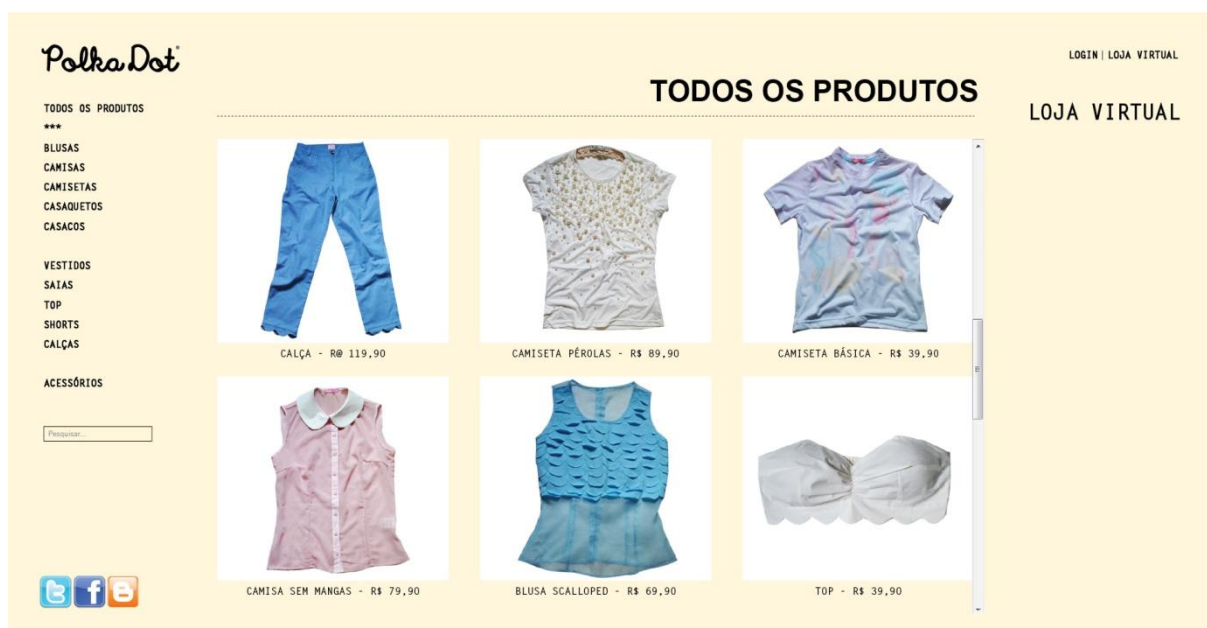 Polka Dot
LOGIN | LOJA VIRTUAL
TODOS OS PRODUTOS
LOJA VIRTUAL
TODOS OS PRODUTOS
***
BLUSAS
CAMISAS
CAMISETAS
CASAQUETOS
CASACOS
VESTIDOS
SAIAS
TOP
SHORTS
CALÇAS
ACESSÓRIOS
Pesquisar...
CALÇA - R@ 119,90
CAMISETA PÉROLAS - R$ 89,90
CAMISETA BÁSICA - R$ 39,90
CAMISA SEM MANGAS - R$ 79,90
BLUSA SCALLOPED - R$ 69,90
TOP - R$ 39,90